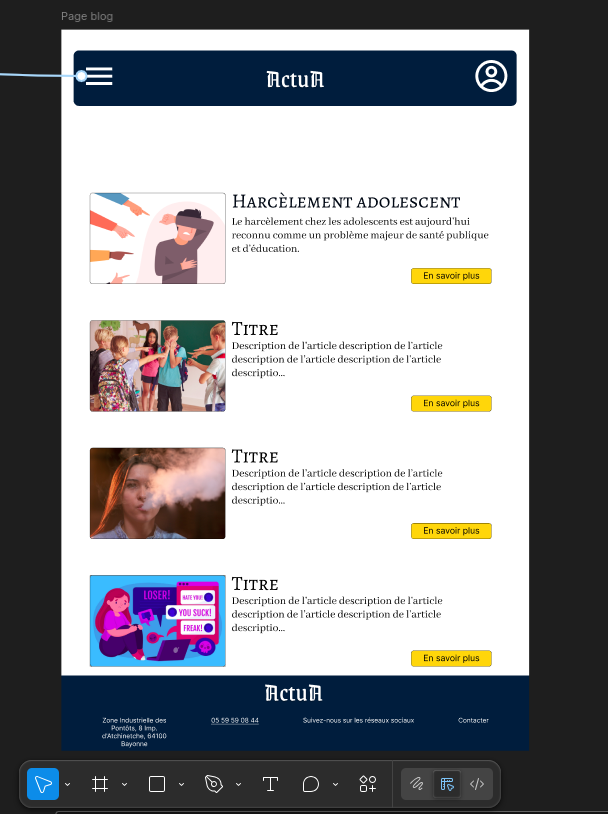 Page blog
ActuA
Harcèlement adolescent
Le harcèlement chez les adolescents est aujourd'hui
reconnu comme un problème majeur de santé publique
et d'éducation.
En savoir plus
Titre
Description de l'article description de l'article
description de l'article description de l'article
descriptio...
En savoir plus
Titre
Description de l'article description de l'article
description de l'article description de l'article
descriptio...
En savoir plus
LOSER!
HATE YOU!
YOU SUCK!
FREAK!
Titre
Description de l'article description de l'article
description de l'article description de l'article
descriptio...
En savoir plus
ActuA
Zone Industrielle des
Pontôts, 8 Imp.
d'Atchinetche, 64100
Bayonne
05 59 59 08 44
Suivez-nous sur les réseaux sociaux
Contacter